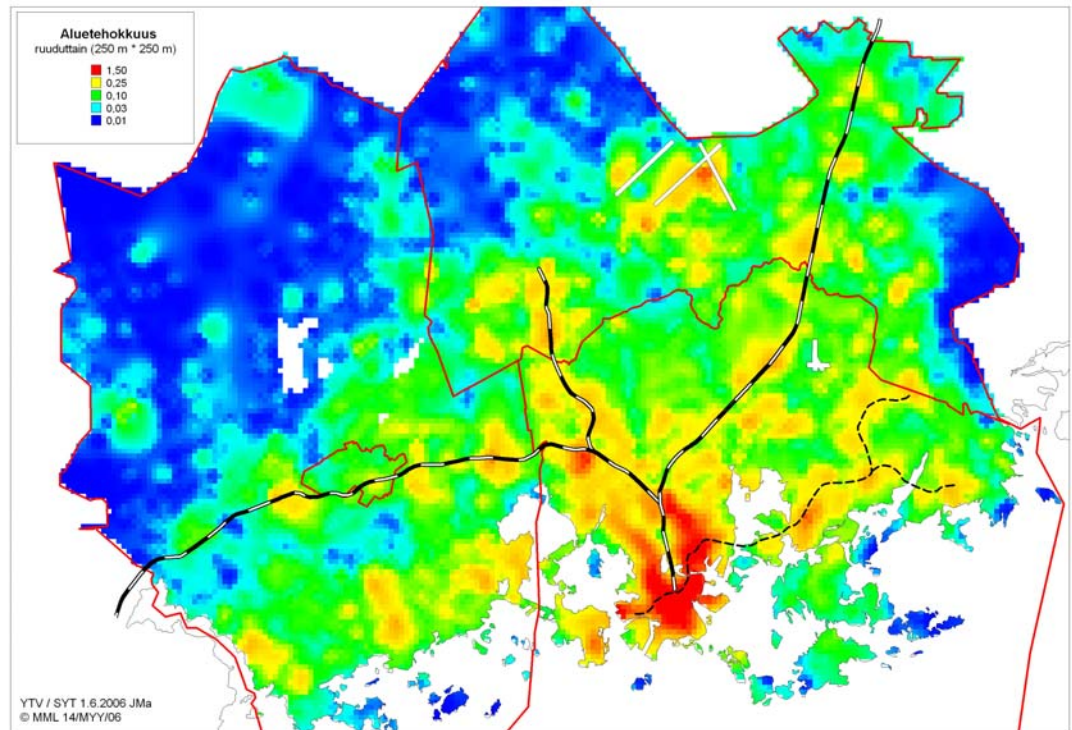 Aluetehokkuus
ruuduttain (250 m * 250 m)
1,50
0,25
0,10
0,03
0,01
YTV / SYT 1.6.2006 JMa
© MML 14/MYY/06